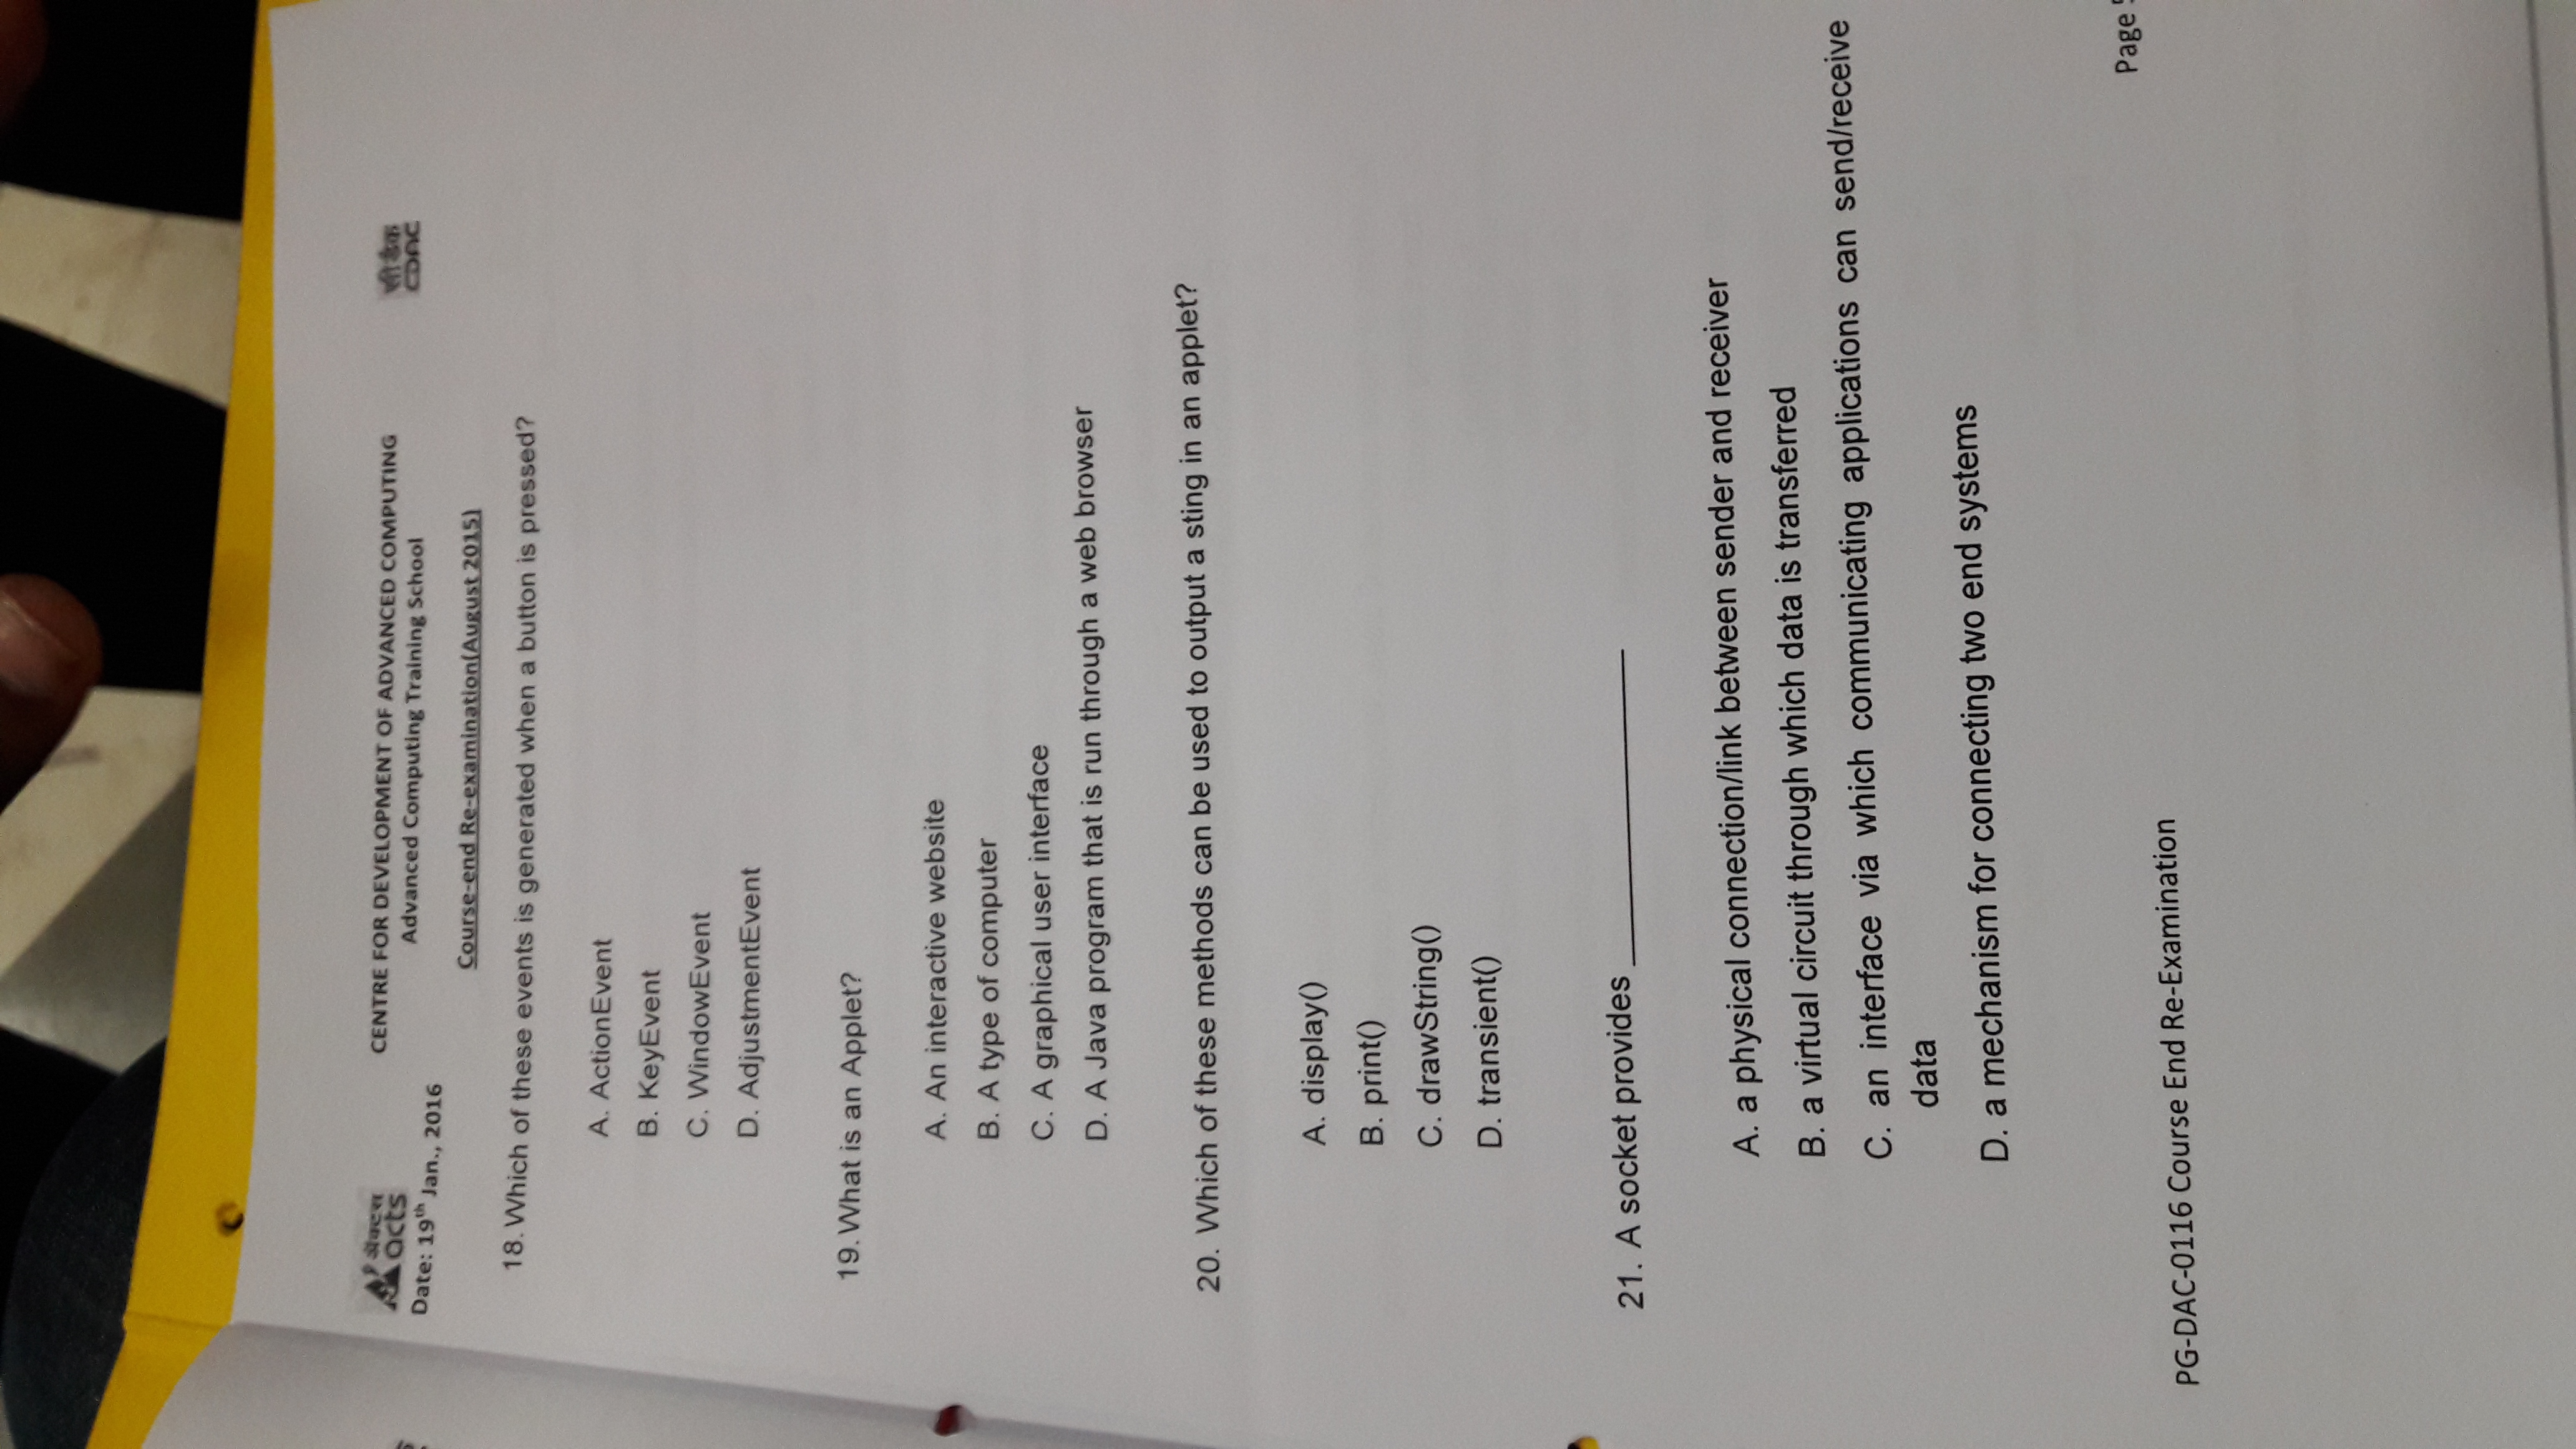 ॲक्टस
acts
CENTRE FOR DEVELOPMENT OF ADVANCED COMPUTING
Advanced Computing Training School
सी डैक
CDAC
Date: 19th Jan., 2016
Course-end Re-examination(August 2015)
18. Which of these events is generated when a button is pressed?
A. ActionEvent
B. KeyEvent
C. WindowEvent
D. AdjustmentEvent
19. What is an Applet?
A. An interactive website
B. A type of computer
C. A graphical user interface
D. A Java program that is run through a web browser
20. Which of these methods can be used to output a sting in an applet?
A. display()
B. print()
C. drawString()
D. transient()
21. A socket provides ________________
A. a physical connection/link between sender and receiver
B. a virtual circuit through which data is transferred
C. an interface via which communicating applications can send/receive
data
D. a mechanism for connecting two end systems
Page
PG-DAC-0116 Course End Re-Examination